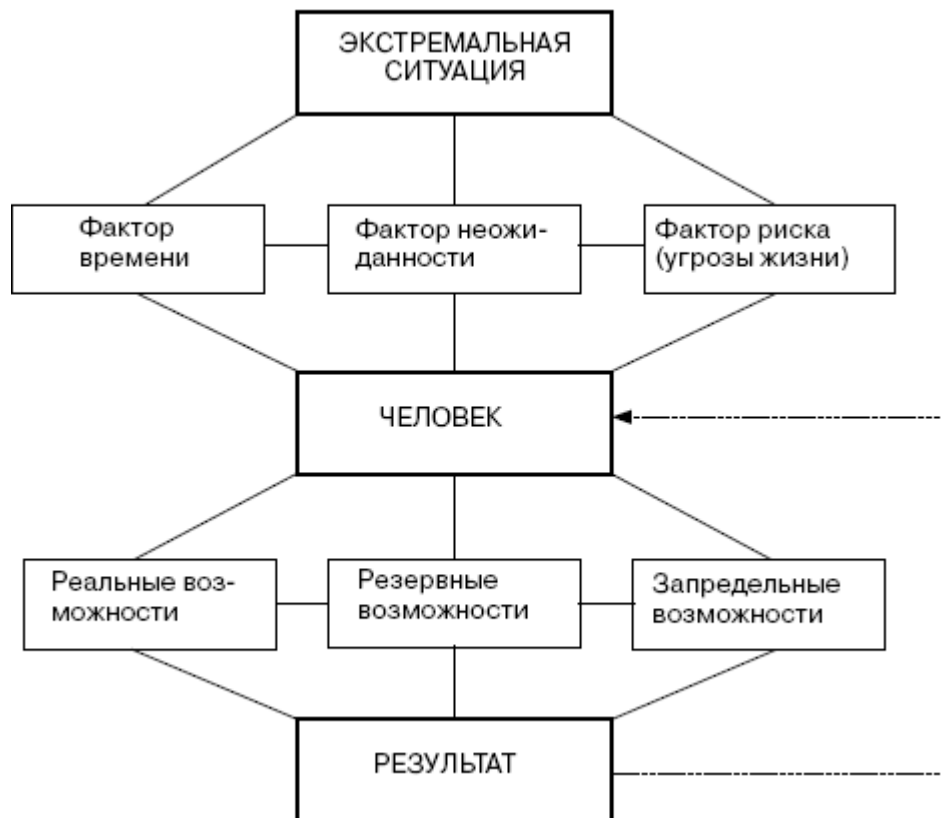 ЭКСТРЕМАЛЬНАЯ
СИТУАЦИЯ
Фактор
времени
Фактор неожи-
данности
Фактор риска
(угрозы жизни)
ЧЕЛОВЕК
Реальные воз-
можности
Резервные
возможности
Запредельные
возможности
РЕЗУЛЬТАТ